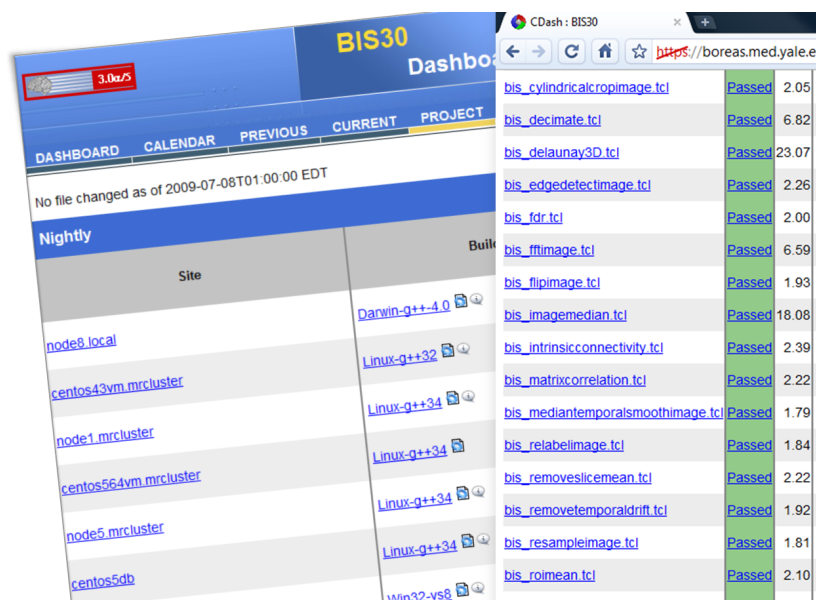 3.0α/5
BIS30
Dashboa
DASHBOARD CALENDAR PREVIOUS CURRENT PROJECT
No file changed as of 2009-07-08T01:00:00 EDT
Nightly
Site Build
node8.local Darwin-g++-4.0
centos43vm.mrcluster Linux-g++32
node1.mrcluster Linux-g++34
centos564vm.mrcluster Linux-g++34
node5.mrcluster Linux-g++34
centos5db Linux-g++34
Win32-vs8
CDash : BIS30
https://boreas.med.yale.e
bis_cylindricalcropimage.tcl Passed 2.05
bis_decimate.tcl Passed 6.82
bis_delaunay3D.tcl Passed 23.07
bis_edgedetectimage.tcl Passed 2.26
bis_fdr.tcl Passed 2.00
bis_fftimage.tcl Passed 6.59
bis_flipimage.tcl Passed 1.93
bis_imagemedian.tcl Passed 18.08
bis_intrinsicconnectivity.tcl Passed 2.39
bis_matrixcorrelation.tcl Passed 2.22
bis_mediantemporalsmoothimage.tcl Passed 1.79
bis_relabelimage.tcl Passed 1.84
bis_removeslicemean.tcl Passed 2.22
bis_removetemporaldrift.tcl Passed 1.92
bis_resampleimage.tcl Passed 1.81
bis_roimean.tcl Passed 2.10